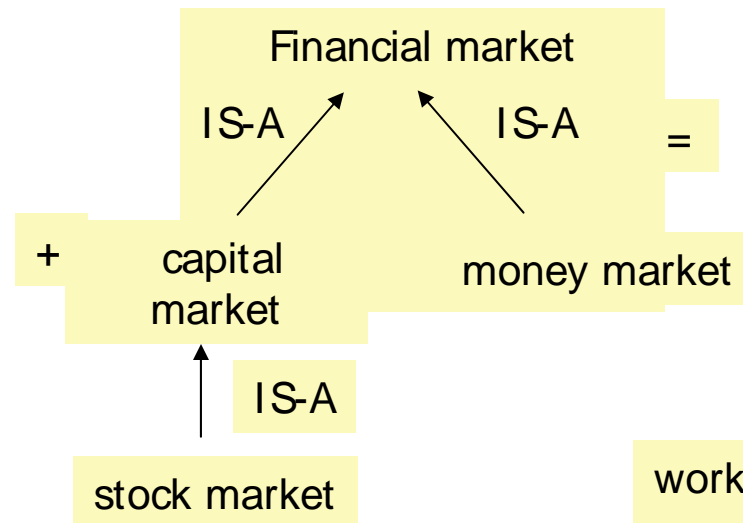 Financial market
IS-A IS-A
=
+
capital
market
money market
IS-A
stock market
work